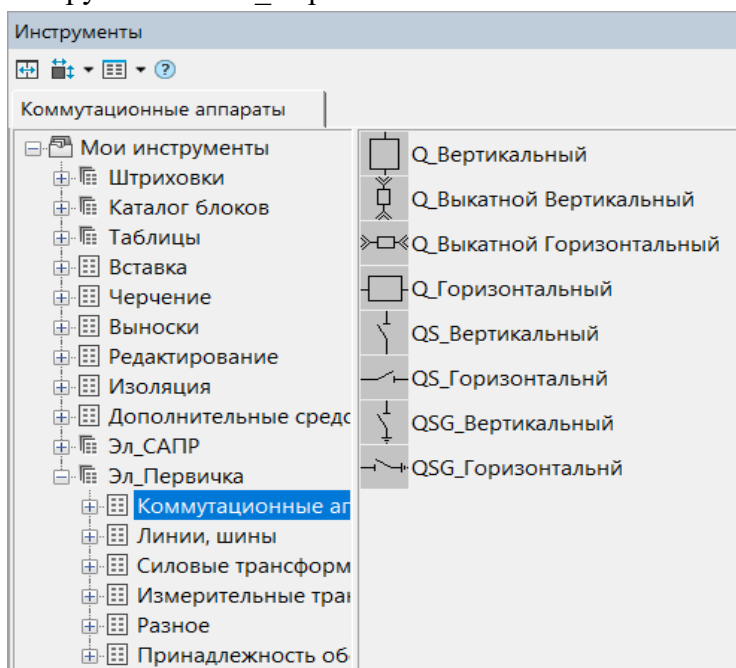 Инструменты
Коммутационные аппараты
Мои инструменты
Штриховки
Каталог блоков
Таблицы
Вставка
Черчение
Выноски
Редактирование
Изоляция
Дополнительные средс
Эл_САПР
Эл_Первичка
Коммутационные ап
Линии, шины
Силовые трансформ
Измерительные тран
Разное
Принадлежность об
Q_Вертикальный
Q_Выкатной Вертикальный
Q_Выкатной Горизонтальный
Q_Горизонтальный
QS_Вертикальный
QS_Горизонтальнй
QSG_Вертикальный
QSG_Горизонтальнй